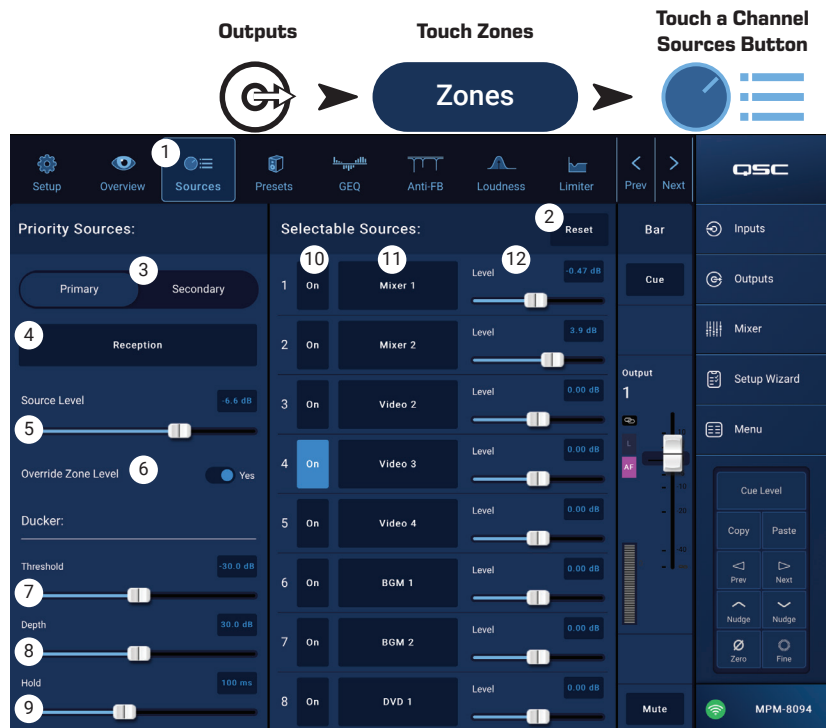 Outputs
Touch Zones
Touch a Channel
Sources Button
Zones
1
Setup
Overview
Sources
Presets
GEQ
Anti-FB
Loudness
Limiter
Prev
Next
QSC
Priority Sources:
Selectable Sources:
2
Reset
Bar
Inputs
3
Primary
Secondary
10
11
12
1
On
Mixer 1
Level
-0.47 dB
Cue
Outputs
4
Reception
2
On
Mixer 2
Level
3.9 dB
Mixer
Source Level
-6.6 dB
5
3
On
Video 2
Level
0.00 dB
Output
1
Setup Wizard
L
10
Menu
Override Zone Level
6
Yes
4
On
Video 3
Level
0.00 dB
AF
-10
-20
Cue Level
Ducker:
5
On
Video 4
Level
0.00 dB
Copy
Paste
Threshold
-30.0 dB
7
6
On
BGM 1
Level
0.00 dB
-40
Prev
Next
Depth
30.0 dB
8
7
On
BGM 2
Level
0.00 dB
Nudge
Nudge
Hold
100 ms
9
8
On
DVD 1
Level
0.00 dB
Zero
Fine
Mute
MPM-8094